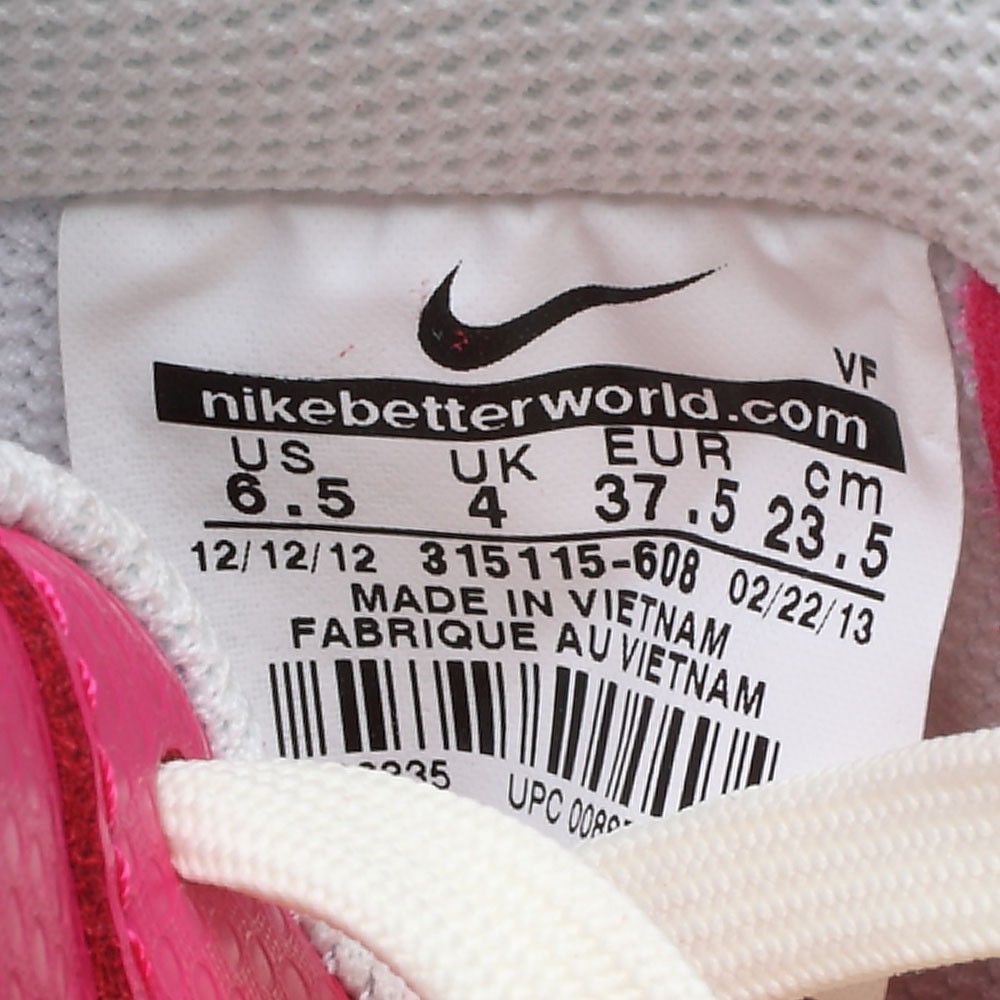 VF
nikebetterworld.com
US UK EUR cm
6.5 4 37.5 23.5
12/12/12 315115-608 02/22/13
MADE IN VIETNAM
FABRIQUE AU VIETNAM
UPC